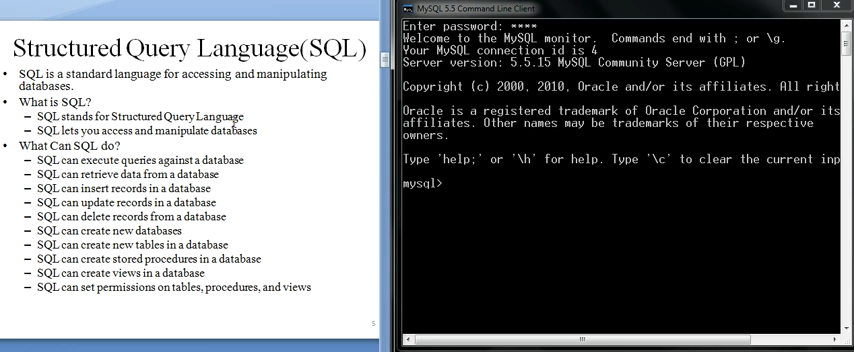 Structured Query Language(SQL)
• SQL is a standard language for accessing and manipulating
databases.
• What is SQL?
– SQL stands for Structured Query Language
– SQL lets you access and manipulate databases
• What Can SQL do?
– SQL can execute queries against a database
– SQL can retrieve data from a database
– SQL can insert records in a database
– SQL can update records in a database
– SQL can delete records from a database
– SQL can create new databases
– SQL can create new tables in a database
– SQL can create stored procedures in a database
– SQL can create views in a database
– SQL can set permissions on tables, procedures, and views
5
MySQL 5.5 Command Line Client
Enter password: ****
Welcome to the MySQL monitor.  Commands end with ; or \g.
Your MySQL connection id is 4
Server version: 5.5.15 MySQL Community Server (GPL)
Copyright (c) 2000, 2010, Oracle and/or its affiliates. All right
Oracle is a registered trademark of Oracle Corporation and/or its
affiliates. Other names may be trademarks of their respective
owners.
Type 'help;' or '\h' for help. Type '\c' to clear the current inp
mysql>